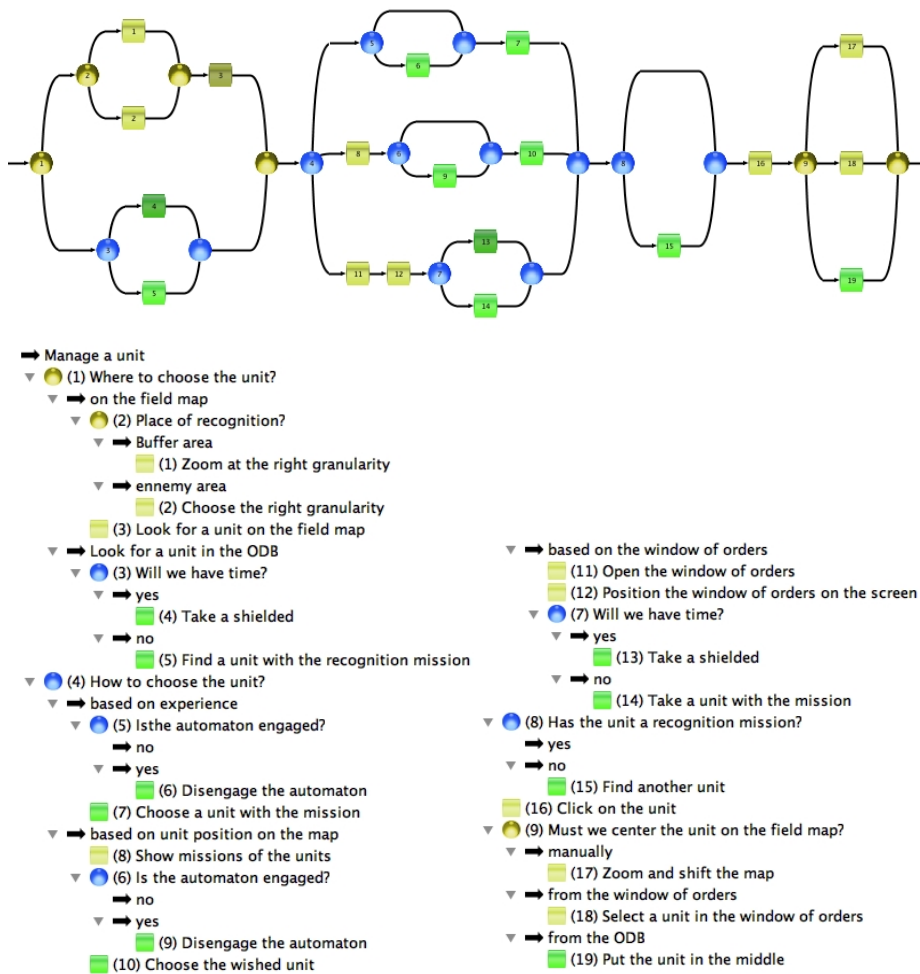 1
17
5
7
2
3
6
2
8
6
10
1
4
9
8
16
9
18
4
3
13
15
11
12
7
5
14
19
Manage a unit
(1) Where to choose the unit?
on the field map
(2) Place of recognition?
Buffer area
(1) Zoom at the right granularity
ennemy area
(2) Choose the right granularity
(3) Look for a unit on the field map
Look for a unit in the ODB
(3) Will we have time?
yes
(4) Take a shielded
no
(5) Find a unit with the recognition mission
(4) How to choose the unit?
based on experience
(5) Isthe automaton engaged?
no
yes
(6) Disengage the automaton
(7) Choose a unit with the mission
based on unit position on the map
(8) Show missions of the units
(6) Is the automaton engaged?
no
yes
(9) Disengage the automaton
(10) Choose the wished unit
based on the window of orders
(11) Open the window of orders
(12) Position the window of orders on the screen
(7) Will we have time?
yes
(13) Take a shielded
no
(14) Take a unit with the mission
(8) Has the unit a recognition mission?
yes
no
(15) Find another unit
(16) Click on the unit
(9) Must we center the unit on the field map?
manually
(17) Zoom and shift the map
from the window of orders
(18) Select a unit in the window of orders
from the ODB
(19) Put the unit in the middle